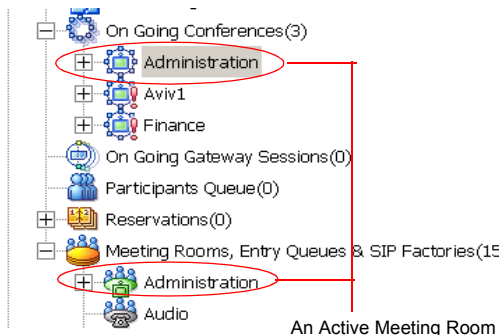 On Going Conferences(3)
Administration
Aviv1
Finance
On Going Gateway Sessions(0)
Participants Queue(0)
Reservations(0)
Meeting Rooms, Entry Queues & SIP Factories(15
Administration
Audio
An Active Meeting Room